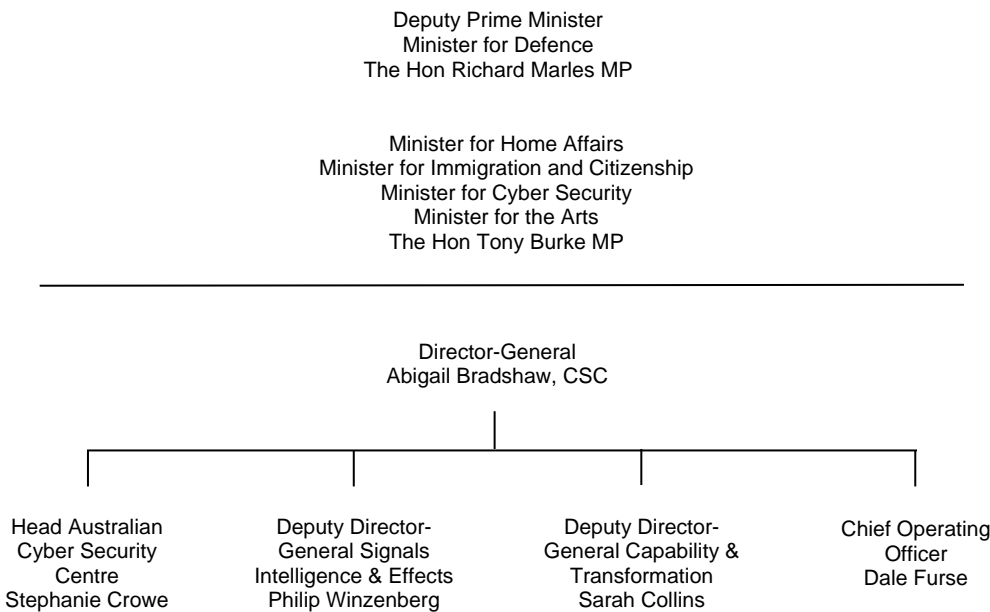 Deputy Prime Minister
Minister for Defence
The Hon Richard Marles MP
Minister for Home Affairs
Minister for Immigration and Citizenship
Minister for Cyber Security
Minister for the Arts
The Hon Tony Burke MP
Director-General
Abigail Bradshaw, CSC
Head Australian
Cyber Security
Centre
Stephanie Crowe
Deputy Director-
General Signals
Intelligence & Effects
Philip Winzenberg
Deputy Director-
General Capability &
Transformation
Sarah Collins
Chief Operating
Officer
Dale Furse